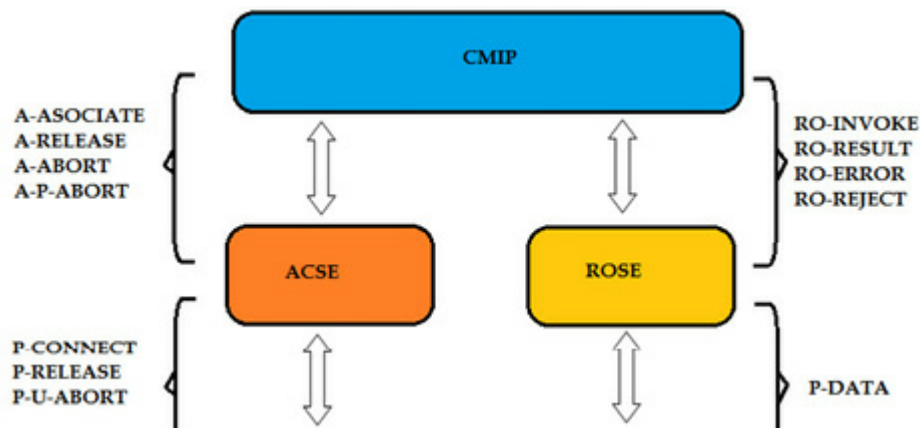 CMIP
A-ASOCIATE
A-RELEASE
A-ABORT
A-P-ABORT
RO-INVOKE
RO-RESULT
RO-ERROR
RO-REJECT
ACSE
ROSE
P-CONNECT
P-RELEASE
P-U-ABORT
P-DATA